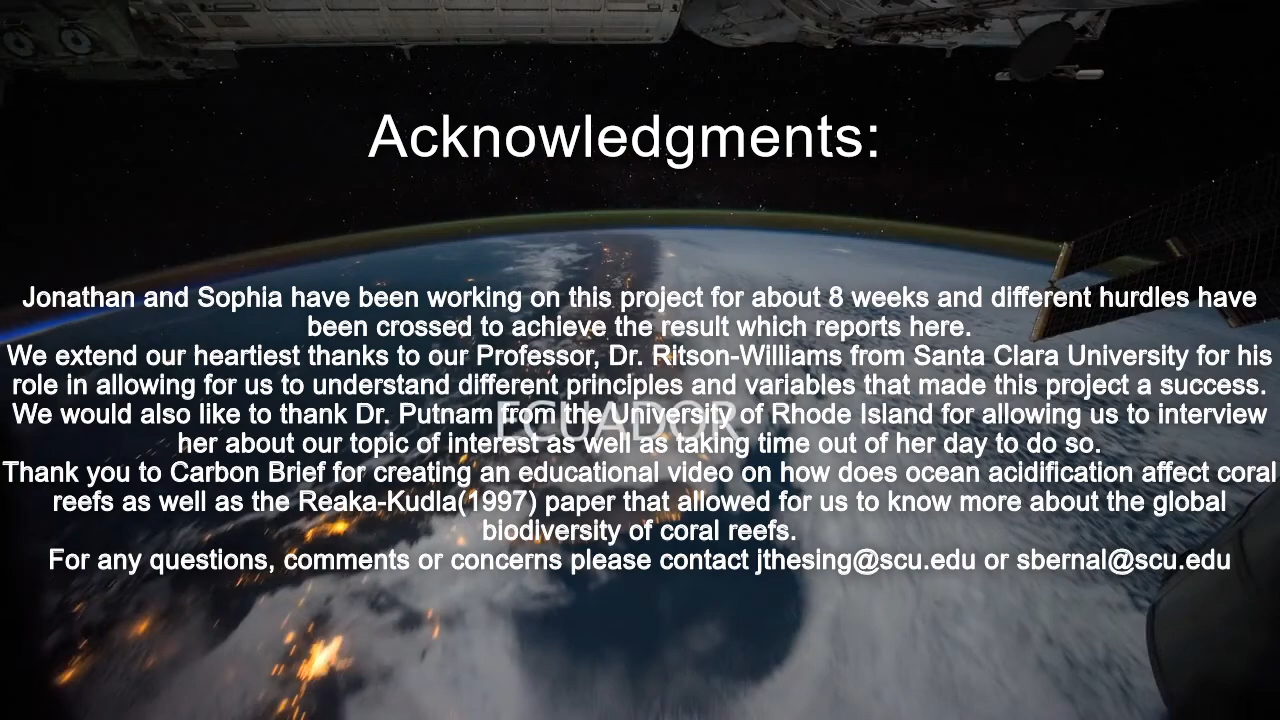 Acknowledgments:
Jonathan and Sophia have been working on this project for about 8 weeks and different hurdles have
been crossed to achieve the result which reports here.
We extend our heartiest thanks to our Professor, Dr. Ritson-Williams from Santa Clara University for his
role in allowing for us to understand different principles and variables that made this project a success.
We would also like to thank Dr. Putnam from the University of Rhode Island for allowing us to interview
ECUADOR
her about our topic of interest as well as taking time out of her day to do so.
Thank you to Carbon Brief for creating an educational video on how does ocean acidification affect coral
reefs as well as the Reaka-Kudla(1997) paper that allowed for us to know more about the global
biodiversity of coral reefs.
For any questions, comments or concerns please contact jthesing@scu.edu or sbernal@scu.edu